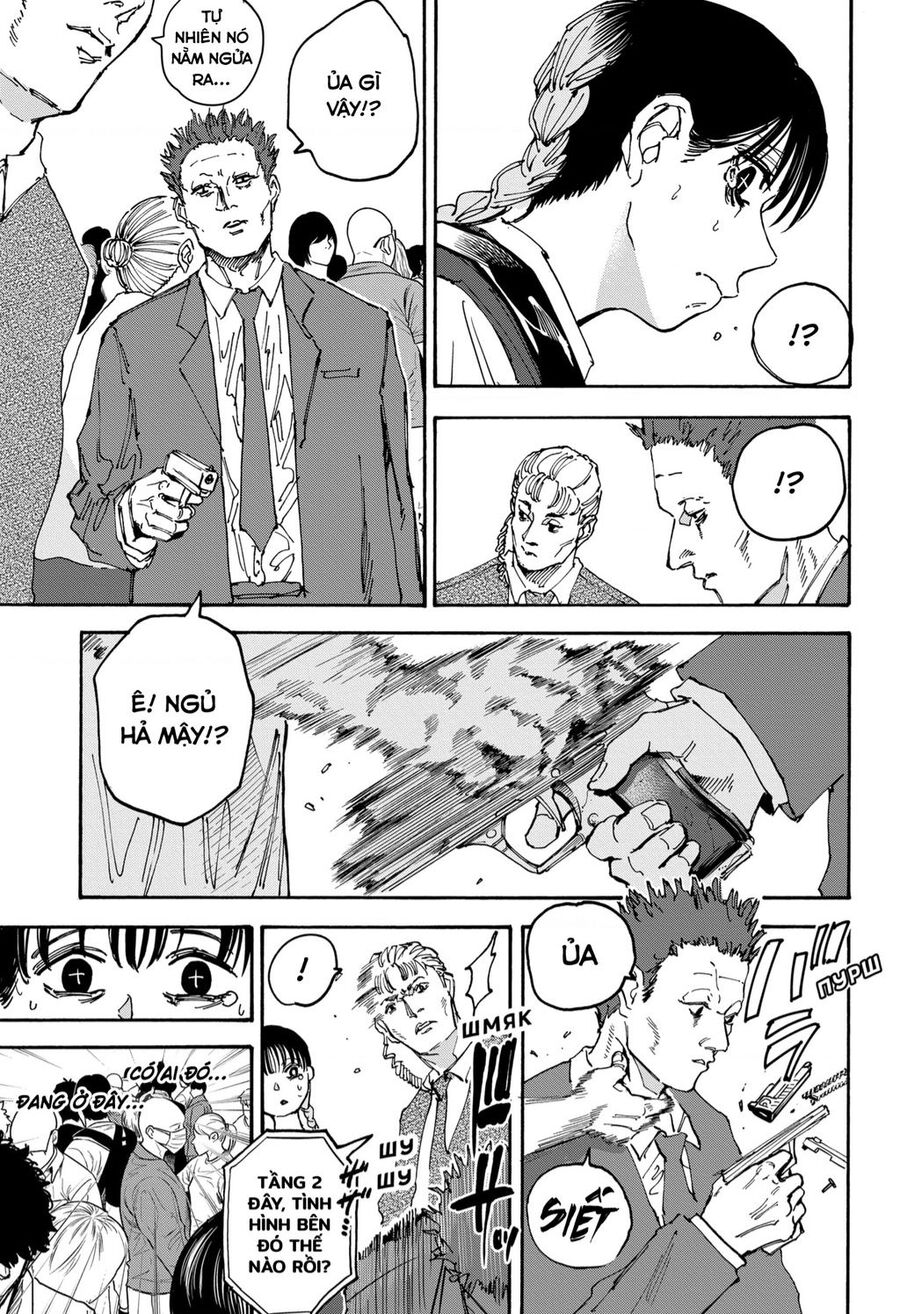 !?
ỦA GÌ
VẬY!?
TỰ
NHIÊN NÓ
NẰM NGỬA
RA...
!?
Ê! NGỦ
HẢ MẬY!?
ỦA
ПУРШ
SIẾT
!
ШМЯК
ШУ
ШУ
TẦNG 2
ĐÂY, TÌNH
HÌNH BÊN
ĐÓ THẾ
NÀO RỒI?
CÓ AI ĐÓ...
ĐANG Ở ĐÂY...